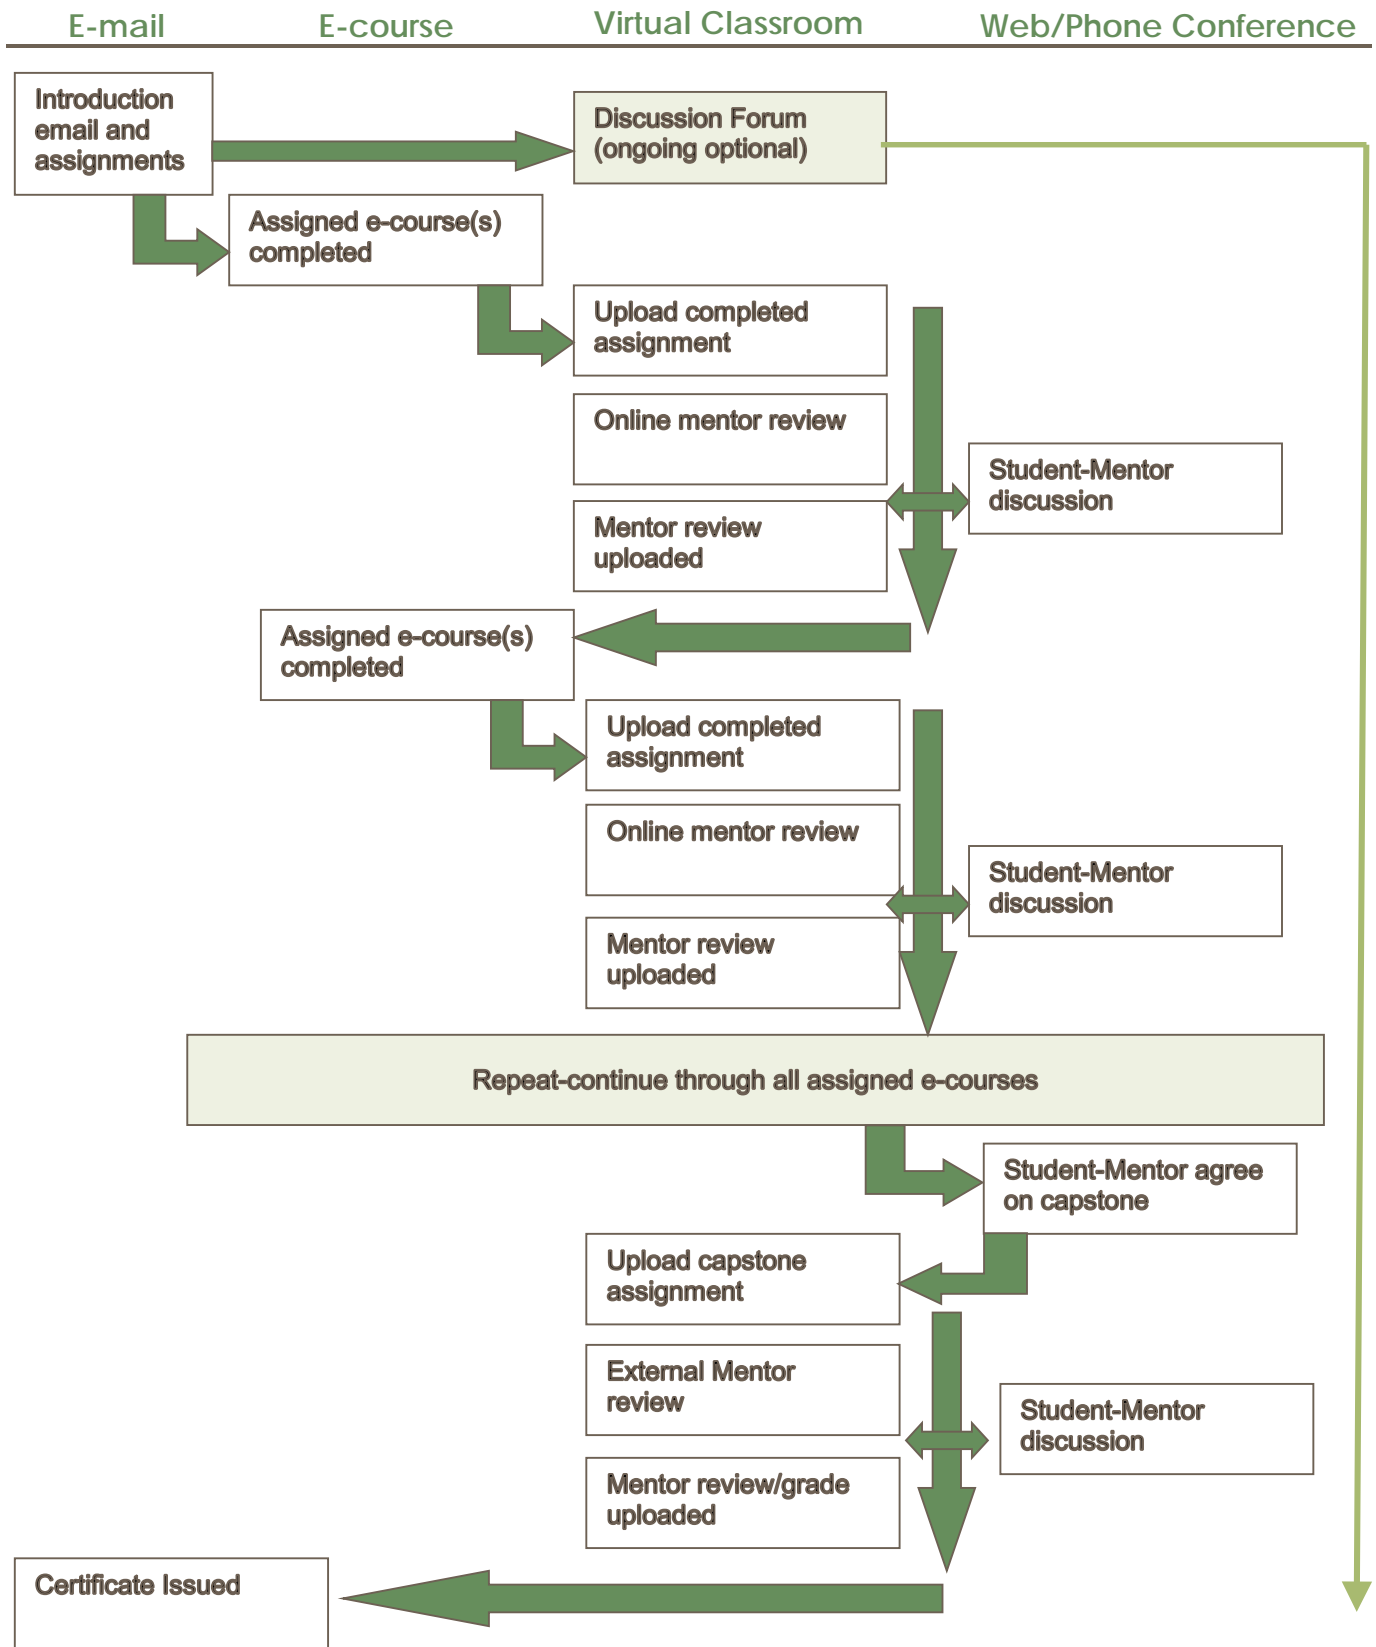 E-mail
E-course
Virtual Classroom
Web/Phone Conference
Introduction
email and
assignments
Discussion Forum
(ongoing optional)
Assigned e-course(s)
completed
Upload completed
assignment
Online mentor review
Student-Mentor
discussion
Mentor review
uploaded
Assigned e-course(s)
completed
Upload completed
assignment
Online mentor review
Student-Mentor
discussion
Mentor review
uploaded
Repeat-continue through all assigned e-courses
Student-Mentor agree
on capstone
Upload capstone
assignment
External Mentor
review
Student-Mentor
discussion
Mentor review/grade
uploaded
Certificate Issued